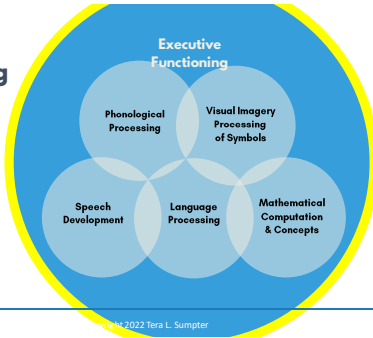 Executive
Functioning
g
Phonological
Processing
Visual Imagery
Processing
of Symbols
Speech
Development
Language
Processing
Mathematical
Computation
& Concepts
ght 2022 Tera L. Sumpter